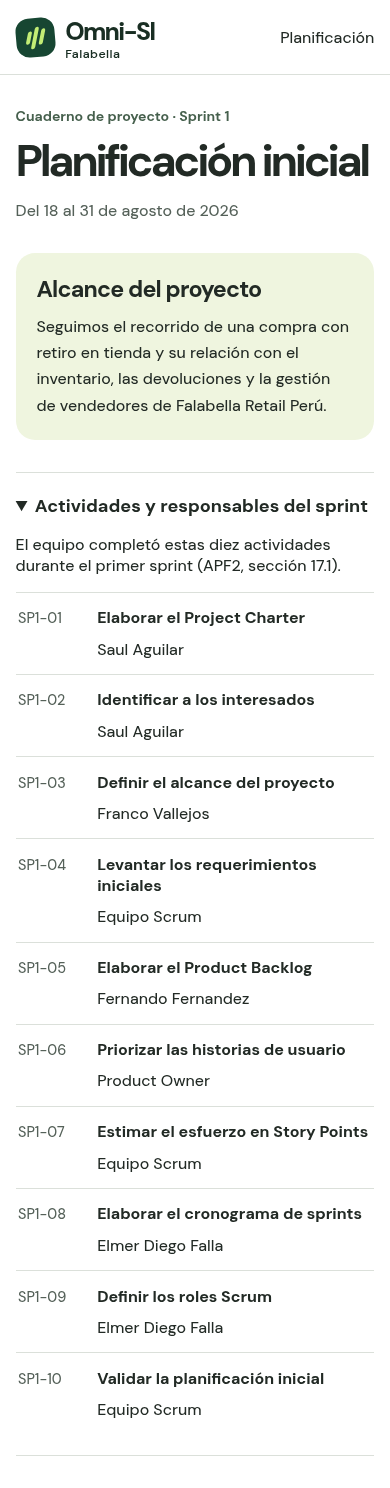 Omni-SI
Falabella
Planificación
Cuaderno de proyecto · Sprint 1
Planificación inicial
Del 18 al 31 de agosto de 2026
Alcance del proyecto
Seguimos el recorrido de una compra con
retiro en tienda y su relación con el
inventario, las devoluciones y la gestión
de vendedores de Falabella Retail Perú.
▼ Actividades y responsables del sprint
El equipo completó estas diez actividades
durante el primer sprint (APF2, sección 17.1).
SP1-01 Elaborar el Project Charter
Saul Aguilar
SP1-02 Identificar a los interesados
Saul Aguilar
SP1-03 Definir el alcance del proyecto
Franco Vallejos
SP1-04 Levantar los requerimientos
iniciales
Equipo Scrum
SP1-05 Elaborar el Product Backlog
Fernando Fernandez
SP1-06 Priorizar las historias de usuario
Product Owner
SP1-07 Estimar el esfuerzo en Story Points
Equipo Scrum
SP1-08 Elaborar el cronograma de sprints
Elmer Diego Falla
SP1-09 Definir los roles Scrum
Elmer Diego Falla
SP1-10 Validar la planificación inicial
Equipo Scrum